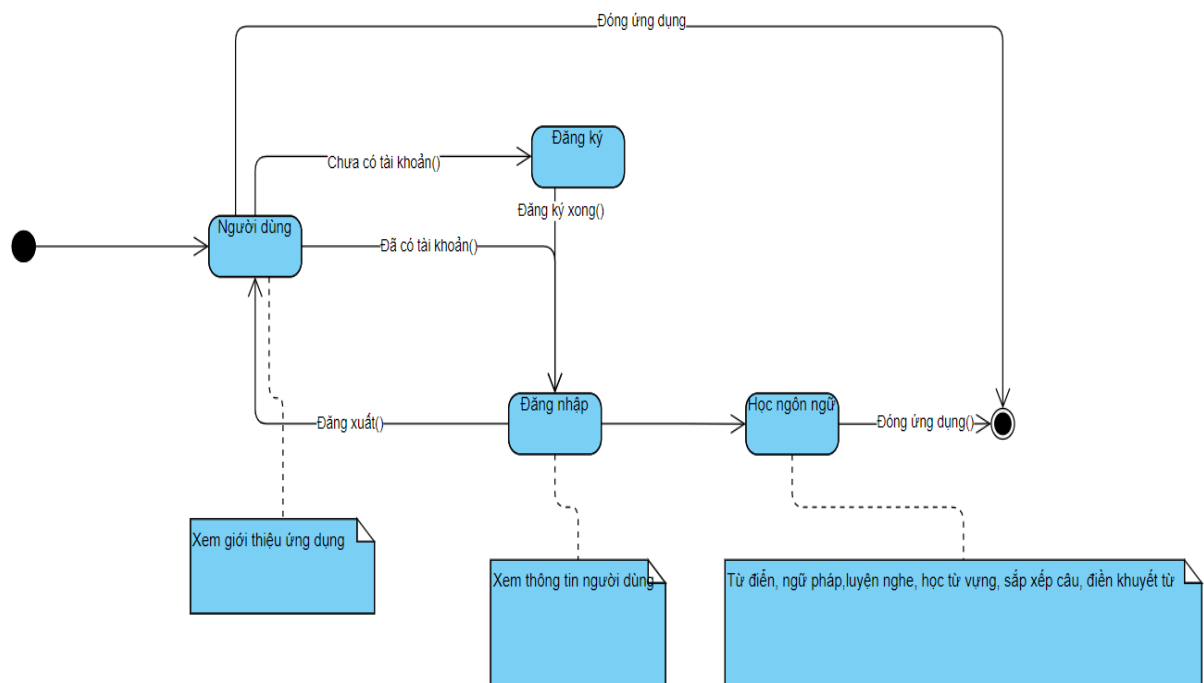 Đóng ứng dụng
Đăng ký
Chưa có tài khoản()
Đăng ký xong()
Người dùng
Đã có tài khoản()
Đăng nhập
Học ngôn ngữ
Đăng xuất()
Đóng ứng dụng()
Xem giới thiệu ứng dụng
Xem thông tin người dùng
Từ điển, ngữ pháp,luyện nghe, học từ vựng, sắp xếp câu, điền khuyết từ